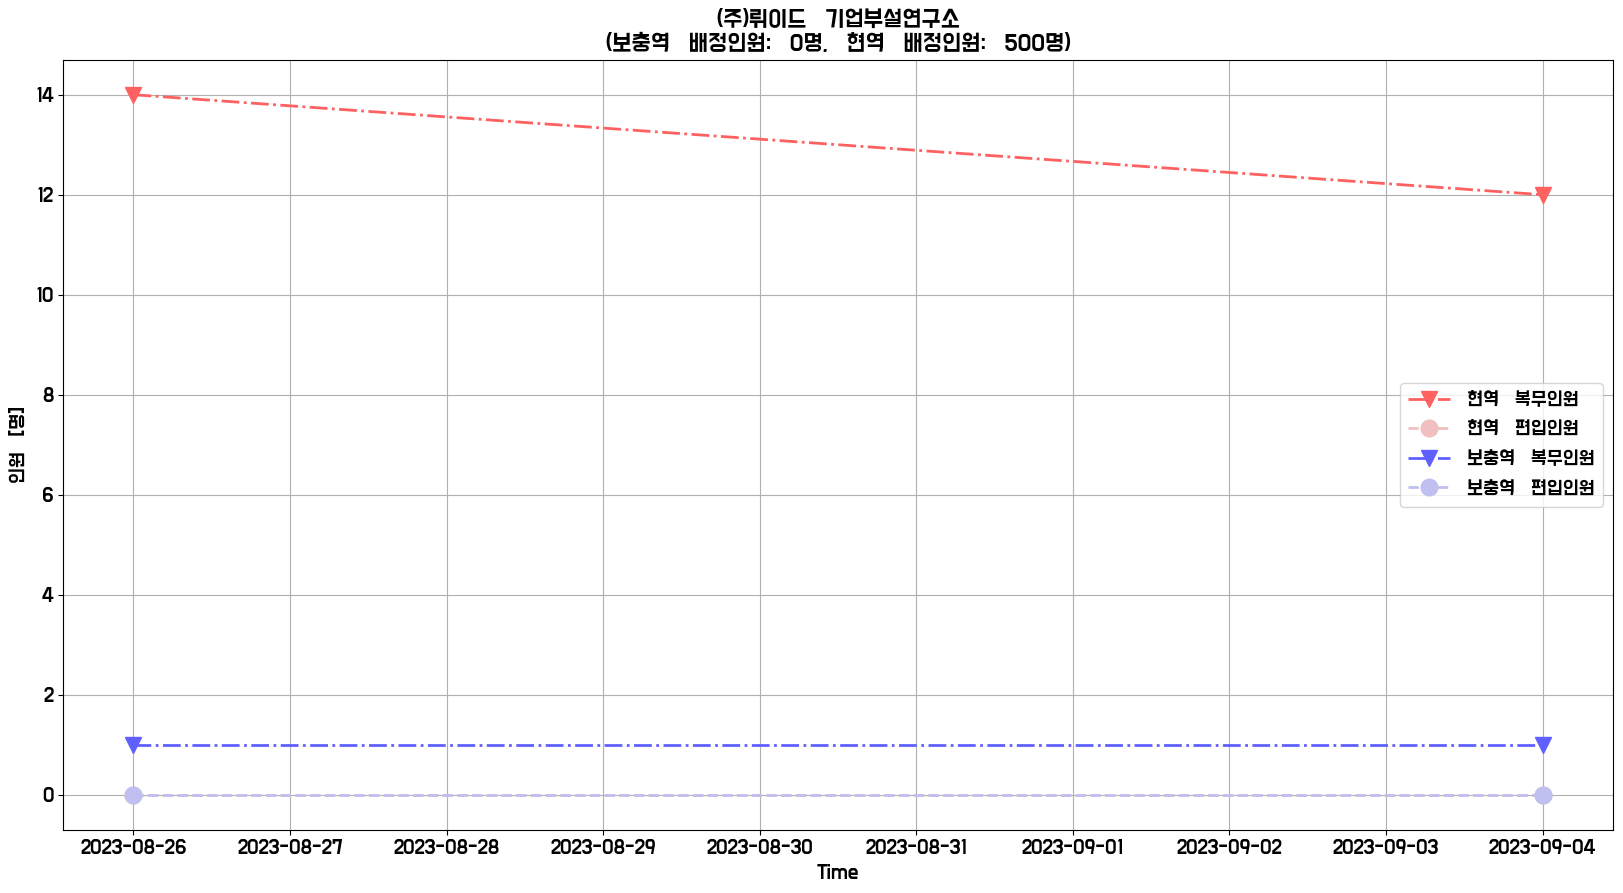 (주)뤼이드 기업부설연구소
(보충역 배정인원: 0명, 현역 배정인원: 500명)
14
12
10
8
6
4
2
0
인원 [명]
현역 복무인원
현역 편입인원
보충역 복무인원
보충역 편입인원
2023-08-26 2023-08-27 2023-08-28 2023-08-29 2023-08-30 2023-08-31 2023-09-01 2023-09-02 2023-09-03 2023-09-04
Time